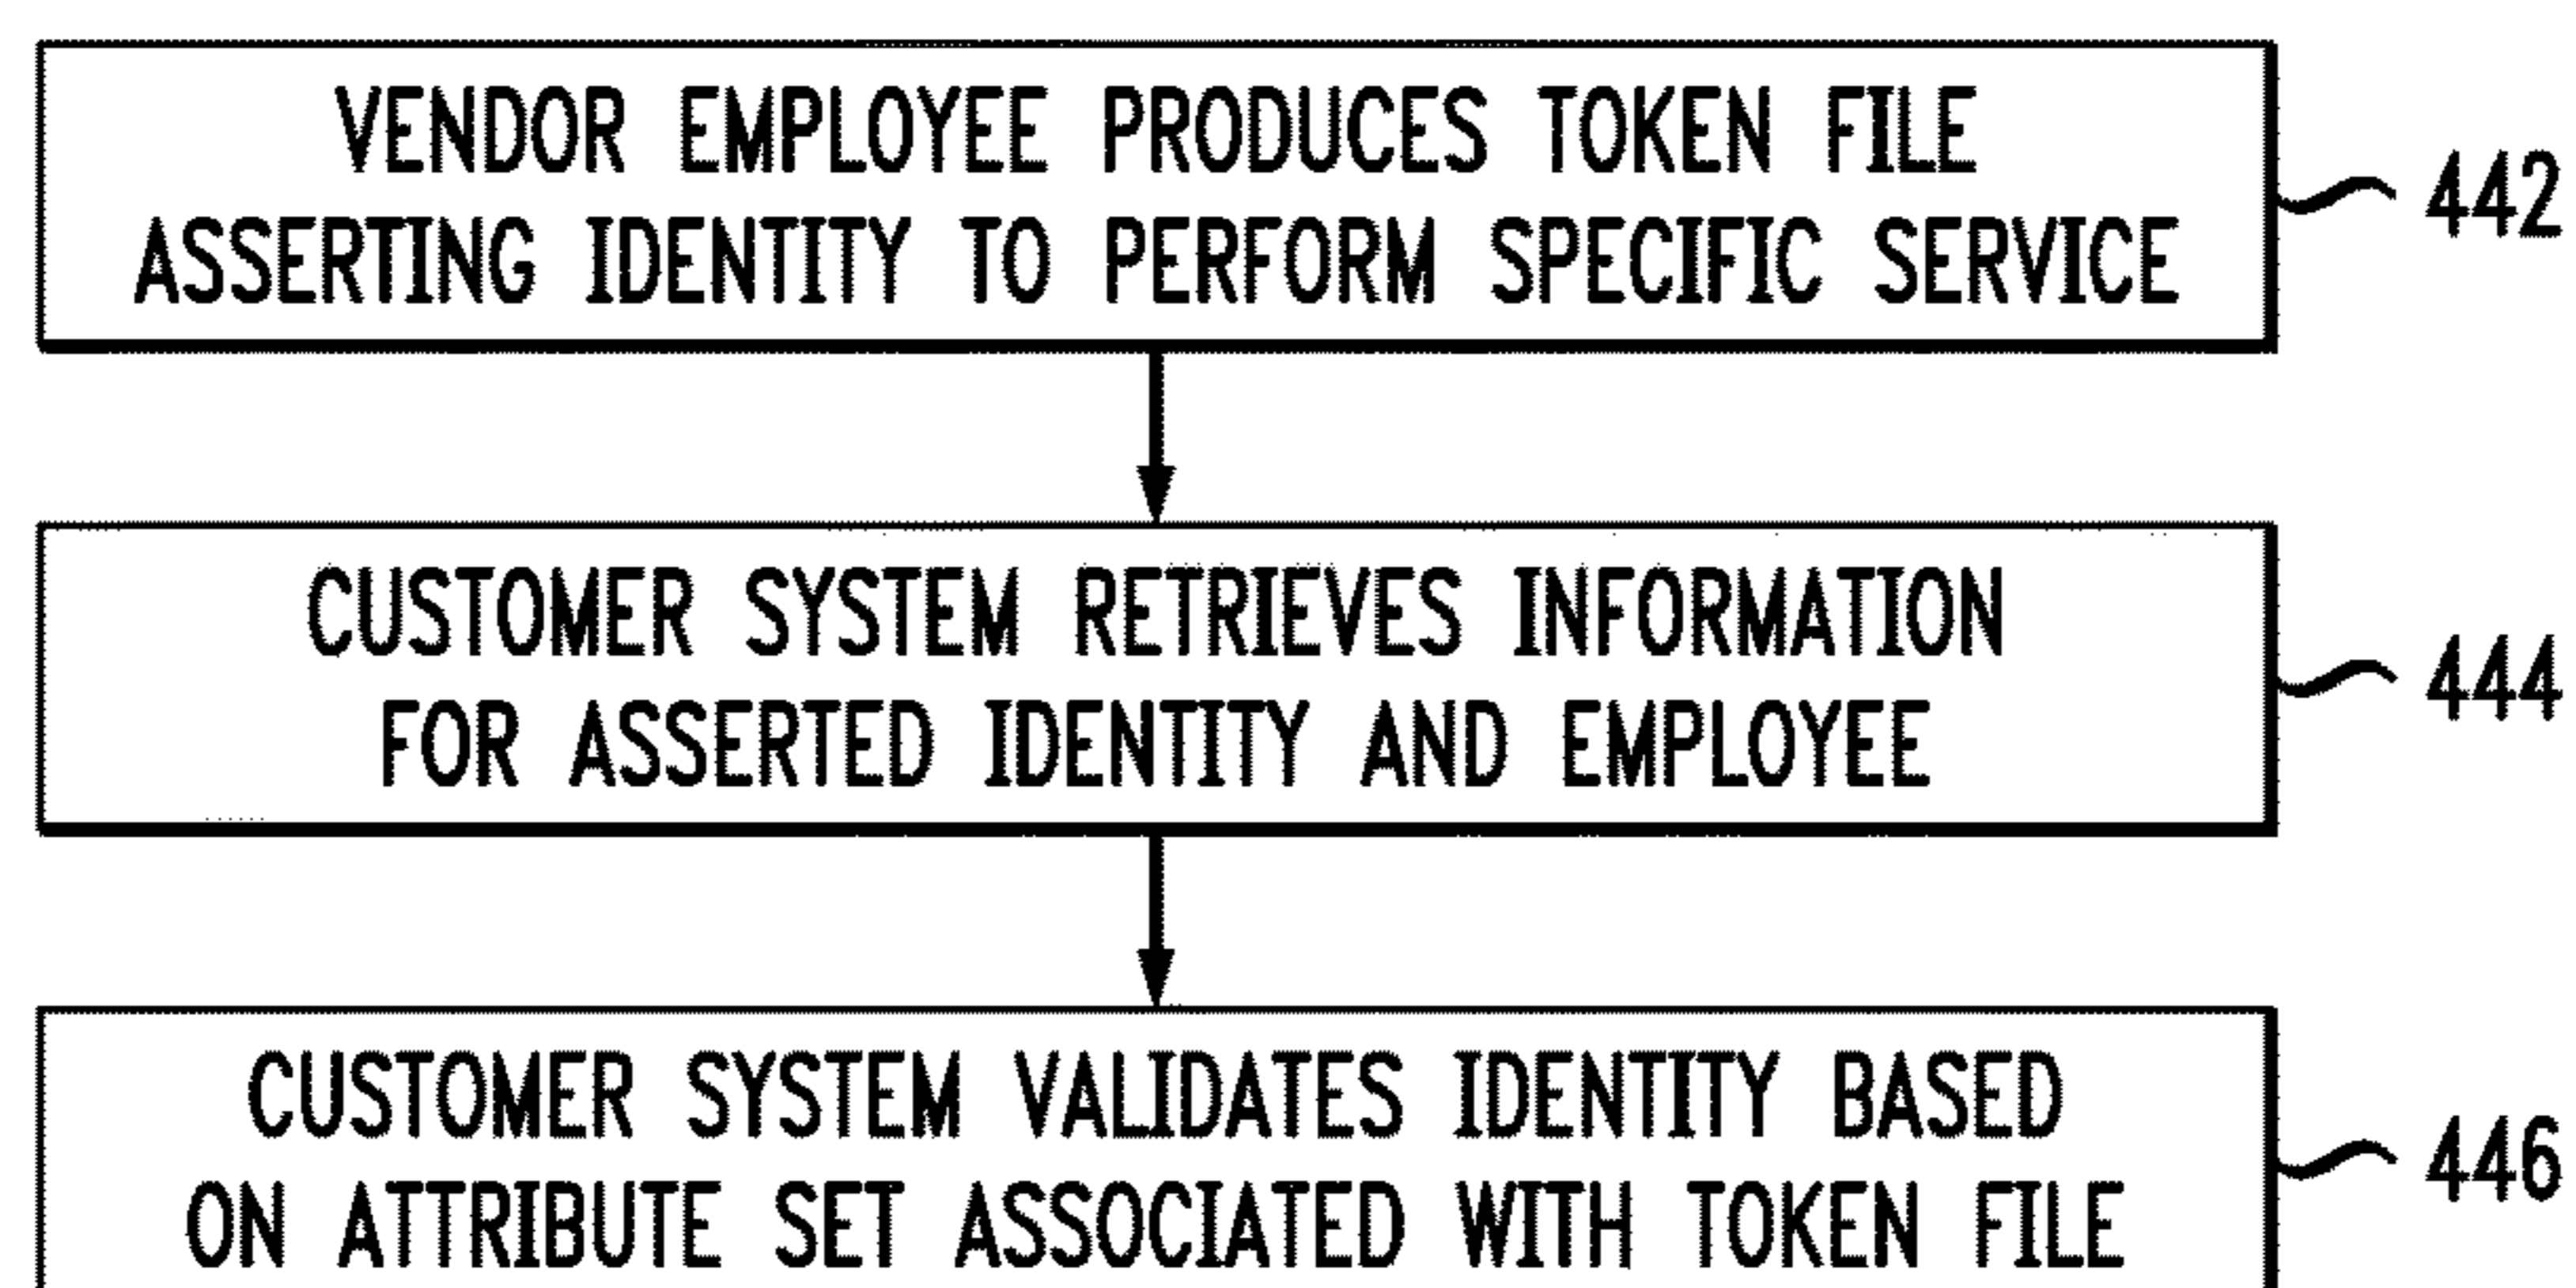 VENDOR EMPLOYEE PRODUCES TOKEN FILE
ASSERTING IDENTITY TO PERFORM SPECIFIC SERVICE
442
CUSTOMER SYSTEM RETRIEVES INFORMATION
FOR ASSERTED IDENTITY AND EMPLOYEE
444
CUSTOMER SYSTEM VALIDATES IDENTITY BASED
ON ATTRIBUTE SET ASSOCIATED WITH TOKEN FILE
446